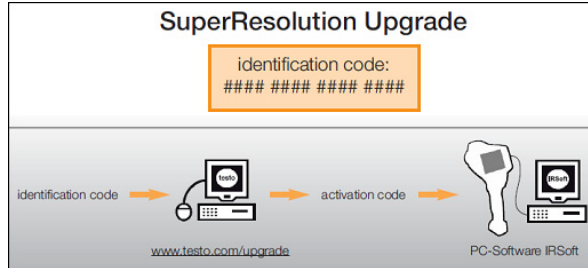 SuperResolution Upgrade
identification code:
#### #### #### ####
identification code
testo
activation code
IRSoft
www.testo.com/upgrade
PC-Software IRSoft